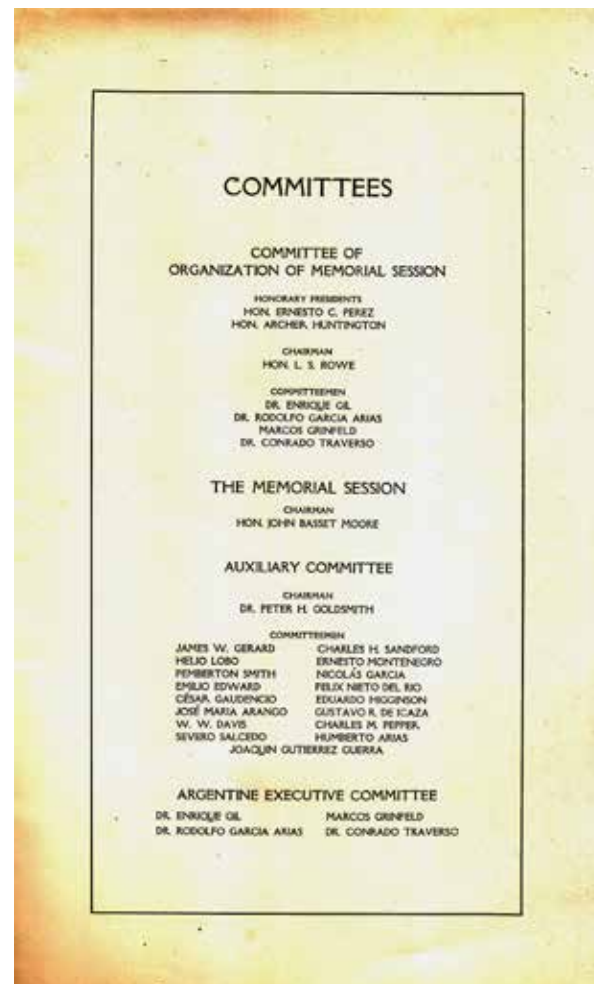 COMMITTEES
COMMITTEE OF
ORGANIZATION OF MEMORIAL SESSION
HONORARY PRESIDENTS
HON. ERNESTO C. PEREZ
HON. ARCHER. HUNTINGTON
CHAIRMAN
HON. L. S. ROWE
COMMITTEEMEN
DR. ENRIQUE GIL
DR. RODOLFO GARCIA ARIAS
MARCOS GRINFELD
DR. CONRADO TRAVERSO
THE MEMORIAL SESSION
CHAIRMAN
HON. JOHN BASSET MOORE
AUXILIARY COMMITTEE
CHAIRMAN
DR. PETER H. GOLDSMITH
COMMITTEEMEN
JAMES W. GERARD CHARLES H. SANDFORD
HELIO LOBO ERNESTO MONTENEGRO
PEMBERTON SMITH NICOLÁS GARCIA
EMILIO EDWARD FELIX NIETO DEL RIO
CÉSAR. GAUDENCIO EDUARDO HIGGINSON
JOSÉ MARIA ARANGO GUSTAVO R. DE ICAZA
W. W. DAVIS CHARLES M. PEPPER.
SEVERO SALCEDO HUMBERTO ARIAS
JOAQUIN GUTIERREZ GUERRA
ARGENTINE EXECUTIVE COMMITTEE
DR. ENRIQUE GIL MARCOS GRINFELD
DR. RODOLFO GARCIA ARIAS DR. CONRADO TRAVERSO